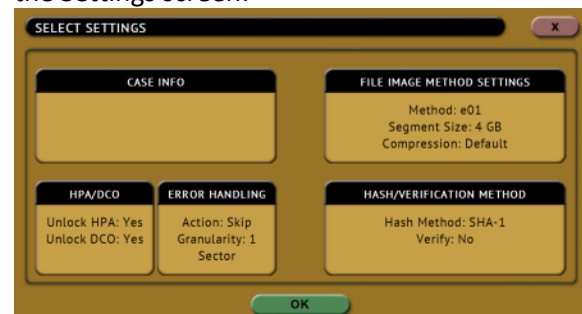 the Settings screen.
SELECT SETTINGS
X
CASE INFO
FILE IMAGE METHOD SETTINGS
Method: e01
Segment Size: 4 GB
Compression: Default
HPA/DCO
Unlock HPA: Yes
Unlock DCO: Yes
ERROR HANDLING
Action: Skip
Granularity: 1
Sector
HASH/VERIFICATION METHOD
Hash Method: SHA-1
Verify: No
OK